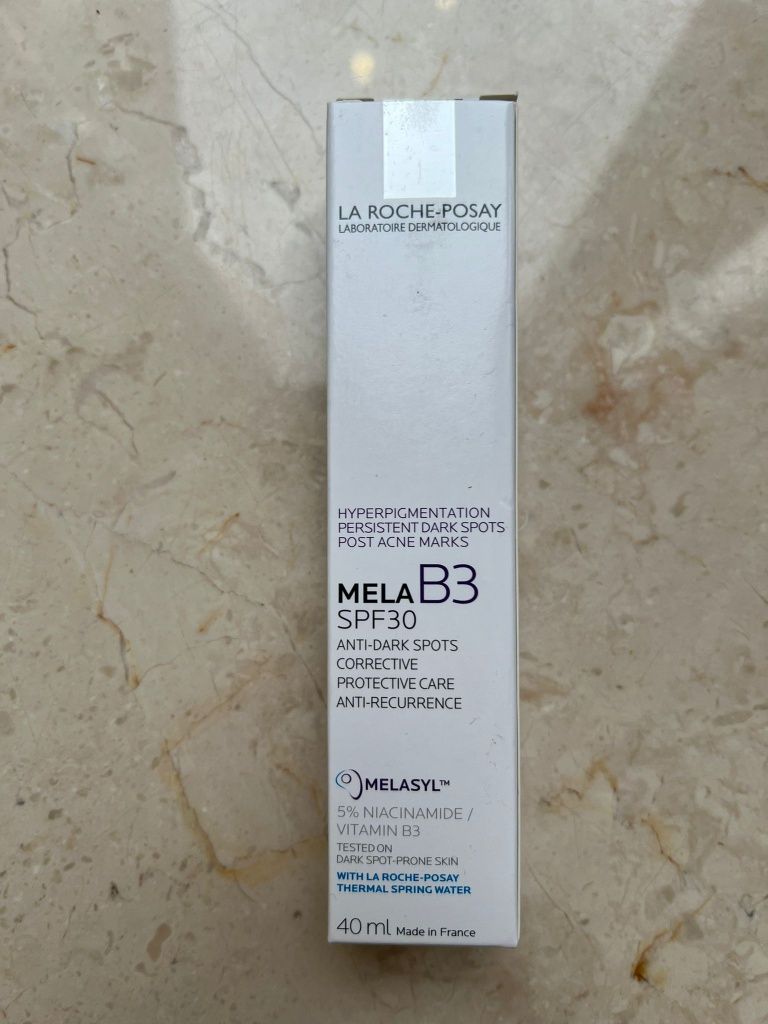 LA ROCHE-POSAY
LABORATOIRE DERMATOLOGIQUE
HYPERPIGMENTATION
PERSISTENT DARK SPOTS
POST ACNE MARKS
MELA B3
SPF30
ANTI-DARK SPOTS
CORRECTIVE
PROTECTIVE CARE
ANTI-RECURRENCE
MELASYL™
5% NIACINAMIDE /
VITAMIN B3
TESTED ON
DARK SPOT-PRONE SKIN
WITH LA ROCHE-POSAY
THERMAL SPRING WATER
40 ml Made in France